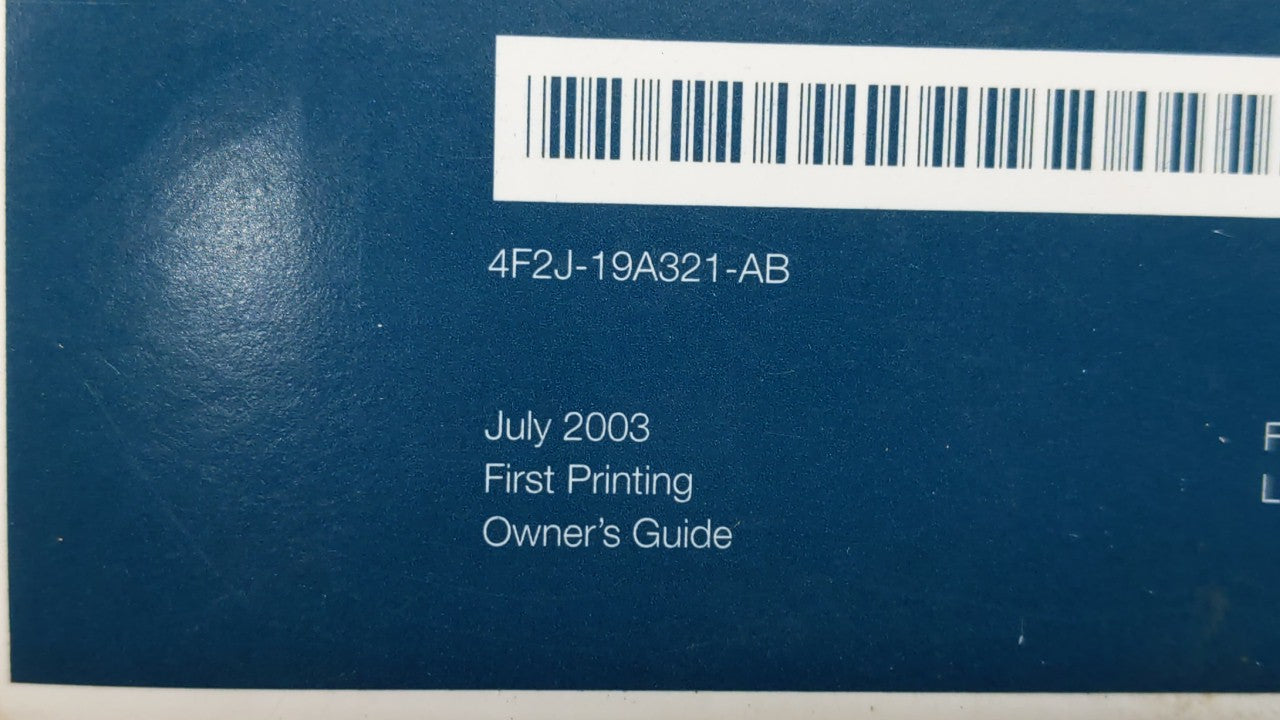 4F2J-19A321-AB
July 2003
First Printing
Owner's Guide